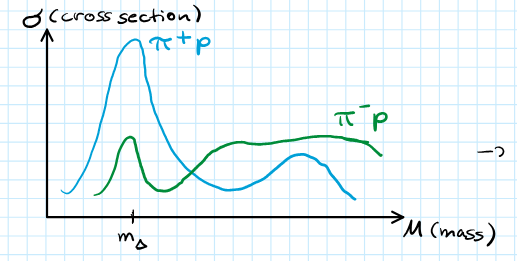 σ (cross section)
π⁺p
π⁻p
→
m_Δ
M (mass)